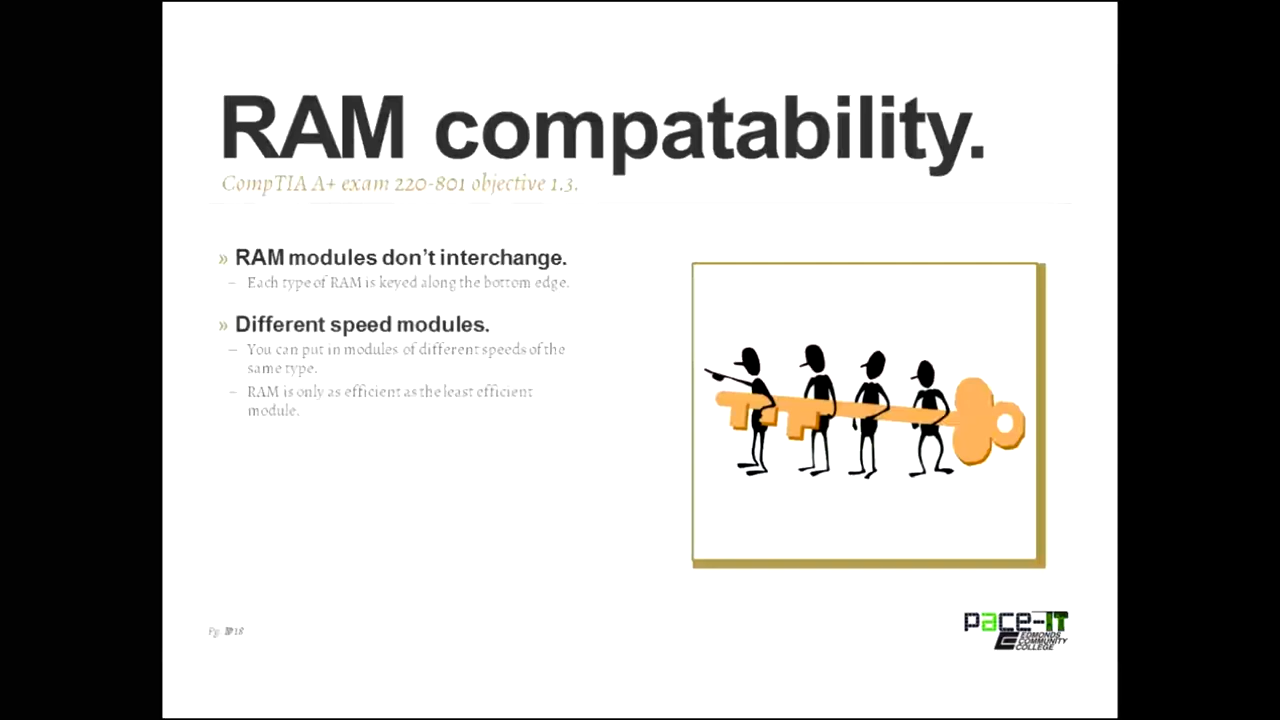 RAM compatability.
CompTIA A+ exam 220-801 objective 1.3.
» RAM modules don't interchange.
– Each type of RAM is keyed along the bottom edge.
» Different speed modules.
– You can put in modules of different speeds of the
same type.
– RAM is only as efficient as the least efficient
module.
Pg. 18
pace-IT
EDMONDS
COMMUNITY
COLLEGE